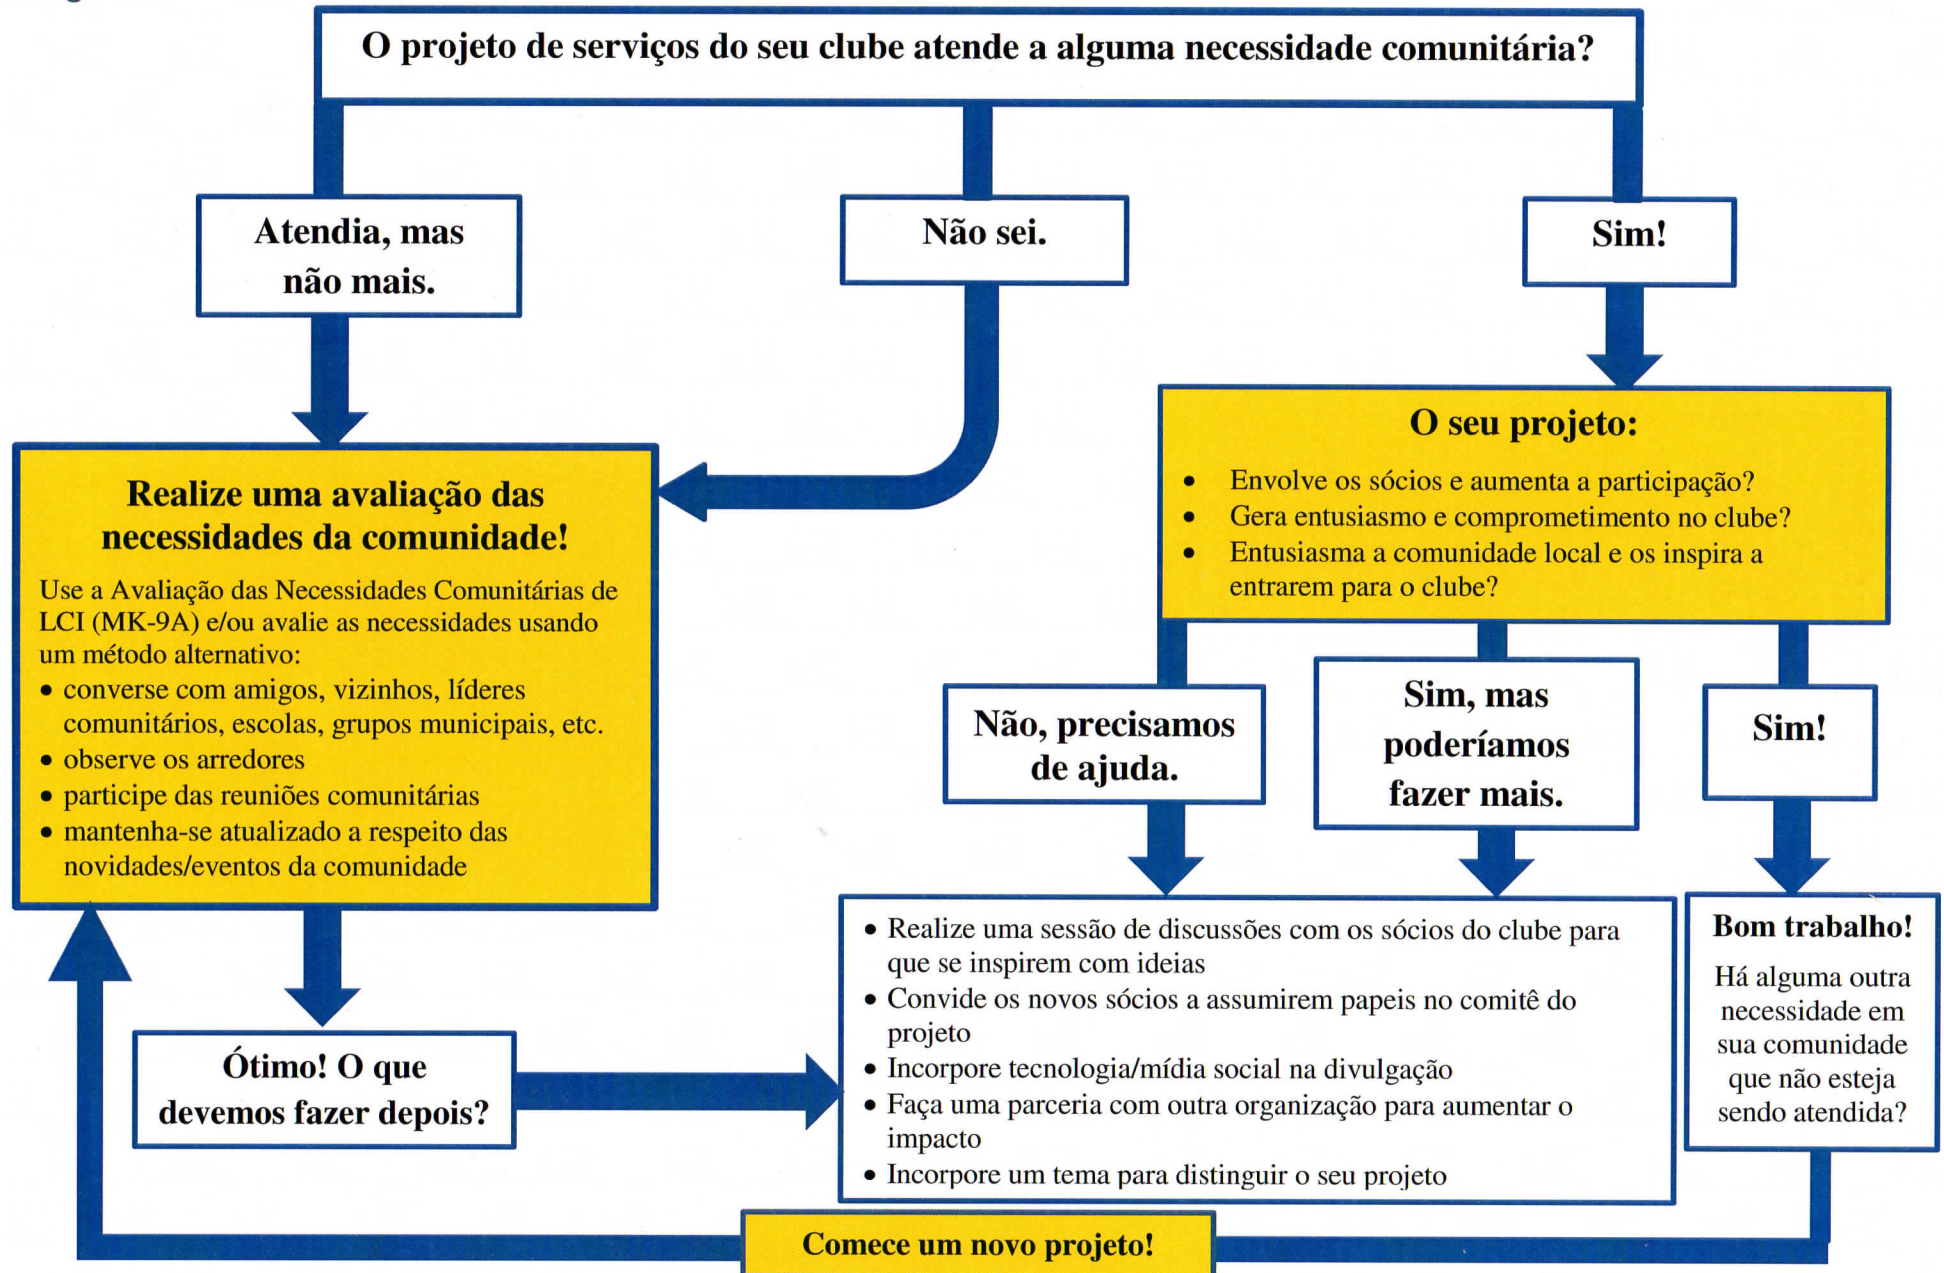 O projeto de serviços do seu clube atende a alguma necessidade comunitária?
Atendia, mas
não mais.
Não sei.
Sim!
Realize uma avaliação das
necessidades da comunidade!
Use a Avaliação das Necessidades Comunitárias de
LCI (MK-9A) e/ou avalie as necessidades usando
um método alternativo:
• converse com amigos, vizinhos, líderes
comunitários, escolas, grupos municipais, etc.
• observe os arredores
• participe das reuniões comunitárias
• mantenha-se atualizado a respeito das
novidades/eventos da comunidade
O seu projeto:
• Envolve os sócios e aumenta a participação?
• Gera entusiasmo e comprometimento no clube?
• Entusiasma a comunidade local e os inspira a
entrarem para o clube?
Não, precisamos
de ajuda.
Sim, mas
poderíamos
fazer mais.
Sim!
Ótimo! O que
devemos fazer depois?
• Realize uma sessão de discussões com os sócios do clube para
que se inspirem com ideias
• Convide os novos sócios a assumirem papeis no comitê do
projeto
• Incorpore tecnologia/mídia social na divulgação
• Faça uma parceria com outra organização para aumentar o
impacto
• Incorpore um tema para distinguir o seu projeto
Bom trabalho!
Há alguma outra
necessidade em
sua comunidade
que não esteja
sendo atendida?
Comece um novo projeto!